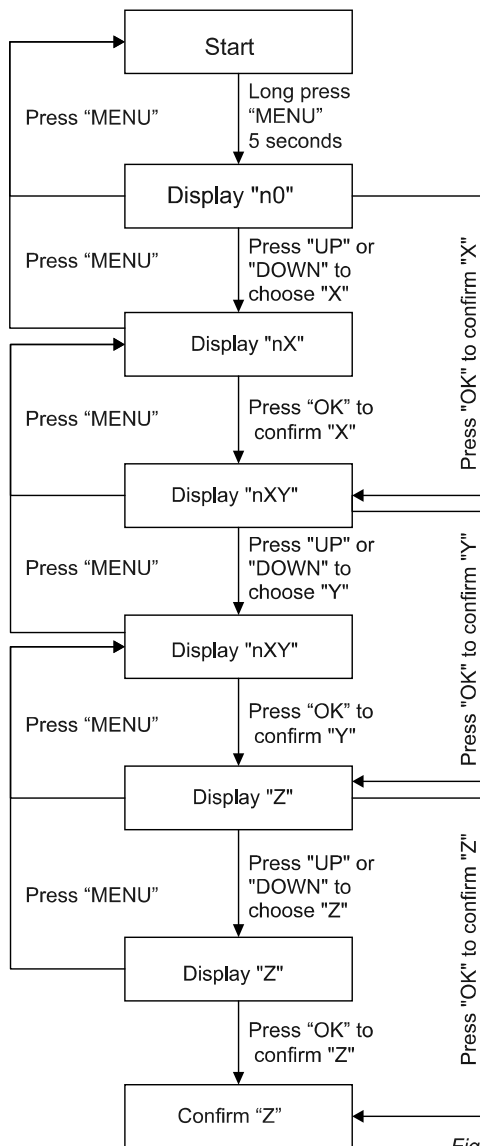 Start
Press “MENU”
Long press
“MENU”
5 seconds
Display "n0"
Press “MENU”
Press "UP" or
"DOWN" to
choose "X"
Press "OK" to confirm "X"
Display "nX"
Press “MENU”
Press “OK” to
confirm "X"
Display "nXY"
Press “MENU”
Press "UP" or
"DOWN" to
choose "Y"
Press "OK" to confirm "Y"
Display "nXY"
Press “MENU”
Press “OK” to
confirm "Y"
Display "Z"
Press “MENU”
Press "UP" or
"DOWN" to
choose "Z"
Press "OK" to confirm "Z"
Display "Z"
Press “OK” to
confirm "Z"
Confirm “Z”
Fig